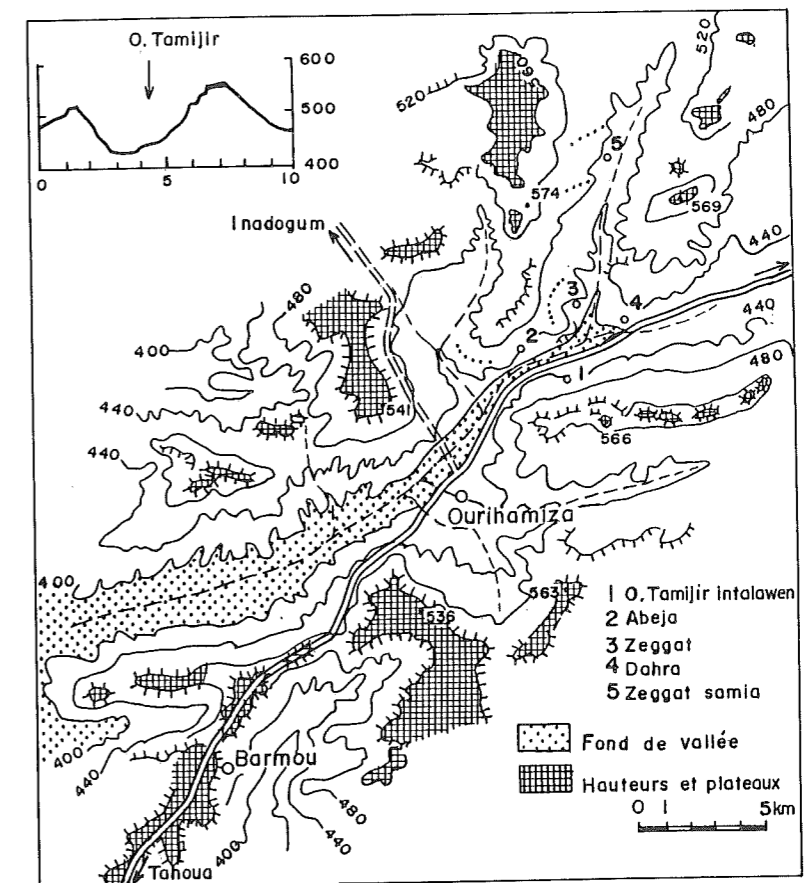 O. Tamijir
600
500
400
0 5 10
520
560
520
480
5
574
569
Inadogum
440
480
3
4
2
440
400
1
480
541
440
566
440
Ourihamiza
400
563
536
1 O. Tamijir intalawen
2 Abeja
3 Zeggat
4 Dahra
5 Zeggat samia
Fond de vallée
Hauteurs et plateaux
0 1 5km
400
440
Barmou
480
440
400
Tahoua